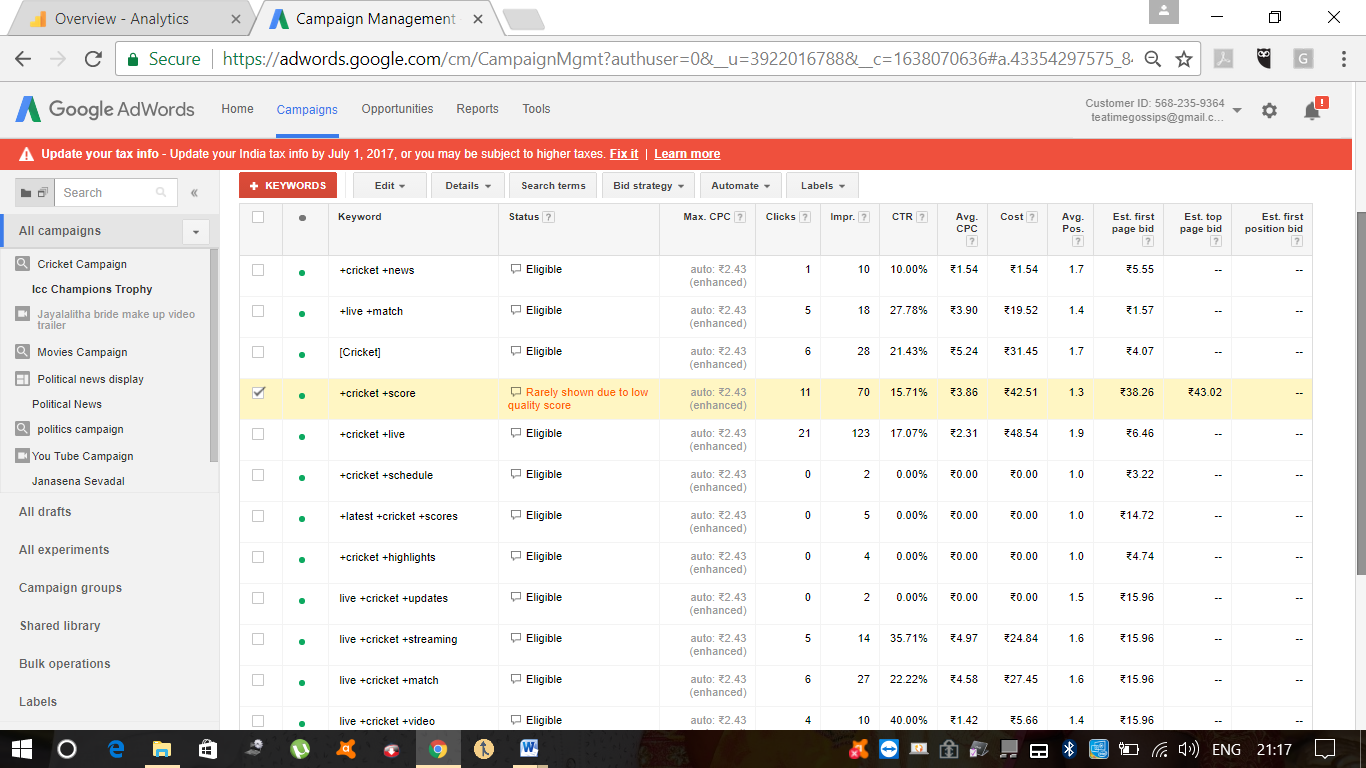 Overview - Analytics
Campaign Management
Secure
https://adwords.google.com/cm/CampaignMgmt?authuser=0&__u=3922016788&__c=1638070636#a.43354297575_84
Google AdWords
Home Campaigns Opportunities Reports Tools
Customer ID: 568-235-9364
teatimegossips@gmail.c...
Update your tax info - Update your India tax info by July 1, 2017, or you may be subject to higher taxes. Fix it | Learn more
Search
«
All campaigns
Cricket Campaign
Icc Champions Trophy
Jayalalitha bride make up video
trailer
Movies Campaign
Political news display
Political News
politics campaign
You Tube Campaign
Janasena Sevadal
All drafts
All experiments
Campaign groups
Shared library
Bulk operations
Labels
+ KEYWORDS Edit Details Search terms Bid strategy Automate Labels
Keyword Status ? Max. CPC ? Clicks ? Impr. ? CTR ? Avg. CPC ? Cost ? Avg. Pos. ? Est. first page bid ? Est. top page bid ? Est. first position bid ?
+cricket +news Eligible auto: ₹2.43 (enhanced) 1 10 10.00% ₹1.54 ₹1.54 1.7 ₹5.55 -- --
+live +match Eligible auto: ₹2.43 (enhanced) 5 18 27.78% ₹3.90 ₹19.52 1.4 ₹1.57 -- --
[Cricket] Eligible auto: ₹2.43 (enhanced) 6 28 21.43% ₹5.24 ₹31.45 1.7 ₹4.07 -- --
+cricket +score Rarely shown due to low quality score auto: ₹2.43 (enhanced) 11 70 15.71% ₹3.86 ₹42.51 1.3 ₹38.26 ₹43.02 --
+cricket +live Eligible auto: ₹2.43 (enhanced) 21 123 17.07% ₹2.31 ₹48.54 1.9 ₹6.46 -- --
+cricket +schedule Eligible auto: ₹2.43 (enhanced) 0 2 0.00% ₹0.00 ₹0.00 1.0 ₹3.22 -- --
+latest +cricket +scores Eligible auto: ₹2.43 (enhanced) 0 5 0.00% ₹0.00 ₹0.00 1.0 ₹14.72 -- --
+cricket +highlights Eligible auto: ₹2.43 (enhanced) 0 4 0.00% ₹0.00 ₹0.00 1.0 ₹4.74 -- --
live +cricket +updates Eligible auto: ₹2.43 (enhanced) 0 2 0.00% ₹0.00 ₹0.00 1.5 ₹15.96 -- --
live +cricket +streaming Eligible auto: ₹2.43 (enhanced) 5 14 35.71% ₹4.97 ₹24.84 1.6 ₹15.96 -- --
live +cricket +match Eligible auto: ₹2.43 (enhanced) 6 27 22.22% ₹4.58 ₹27.45 1.6 ₹15.96 -- --
live +cricket +video Eligible auto: ₹2.43 4 10 40.00% ₹1.42 ₹5.66 1.4 ₹15.96 -- --
ENG 21:17